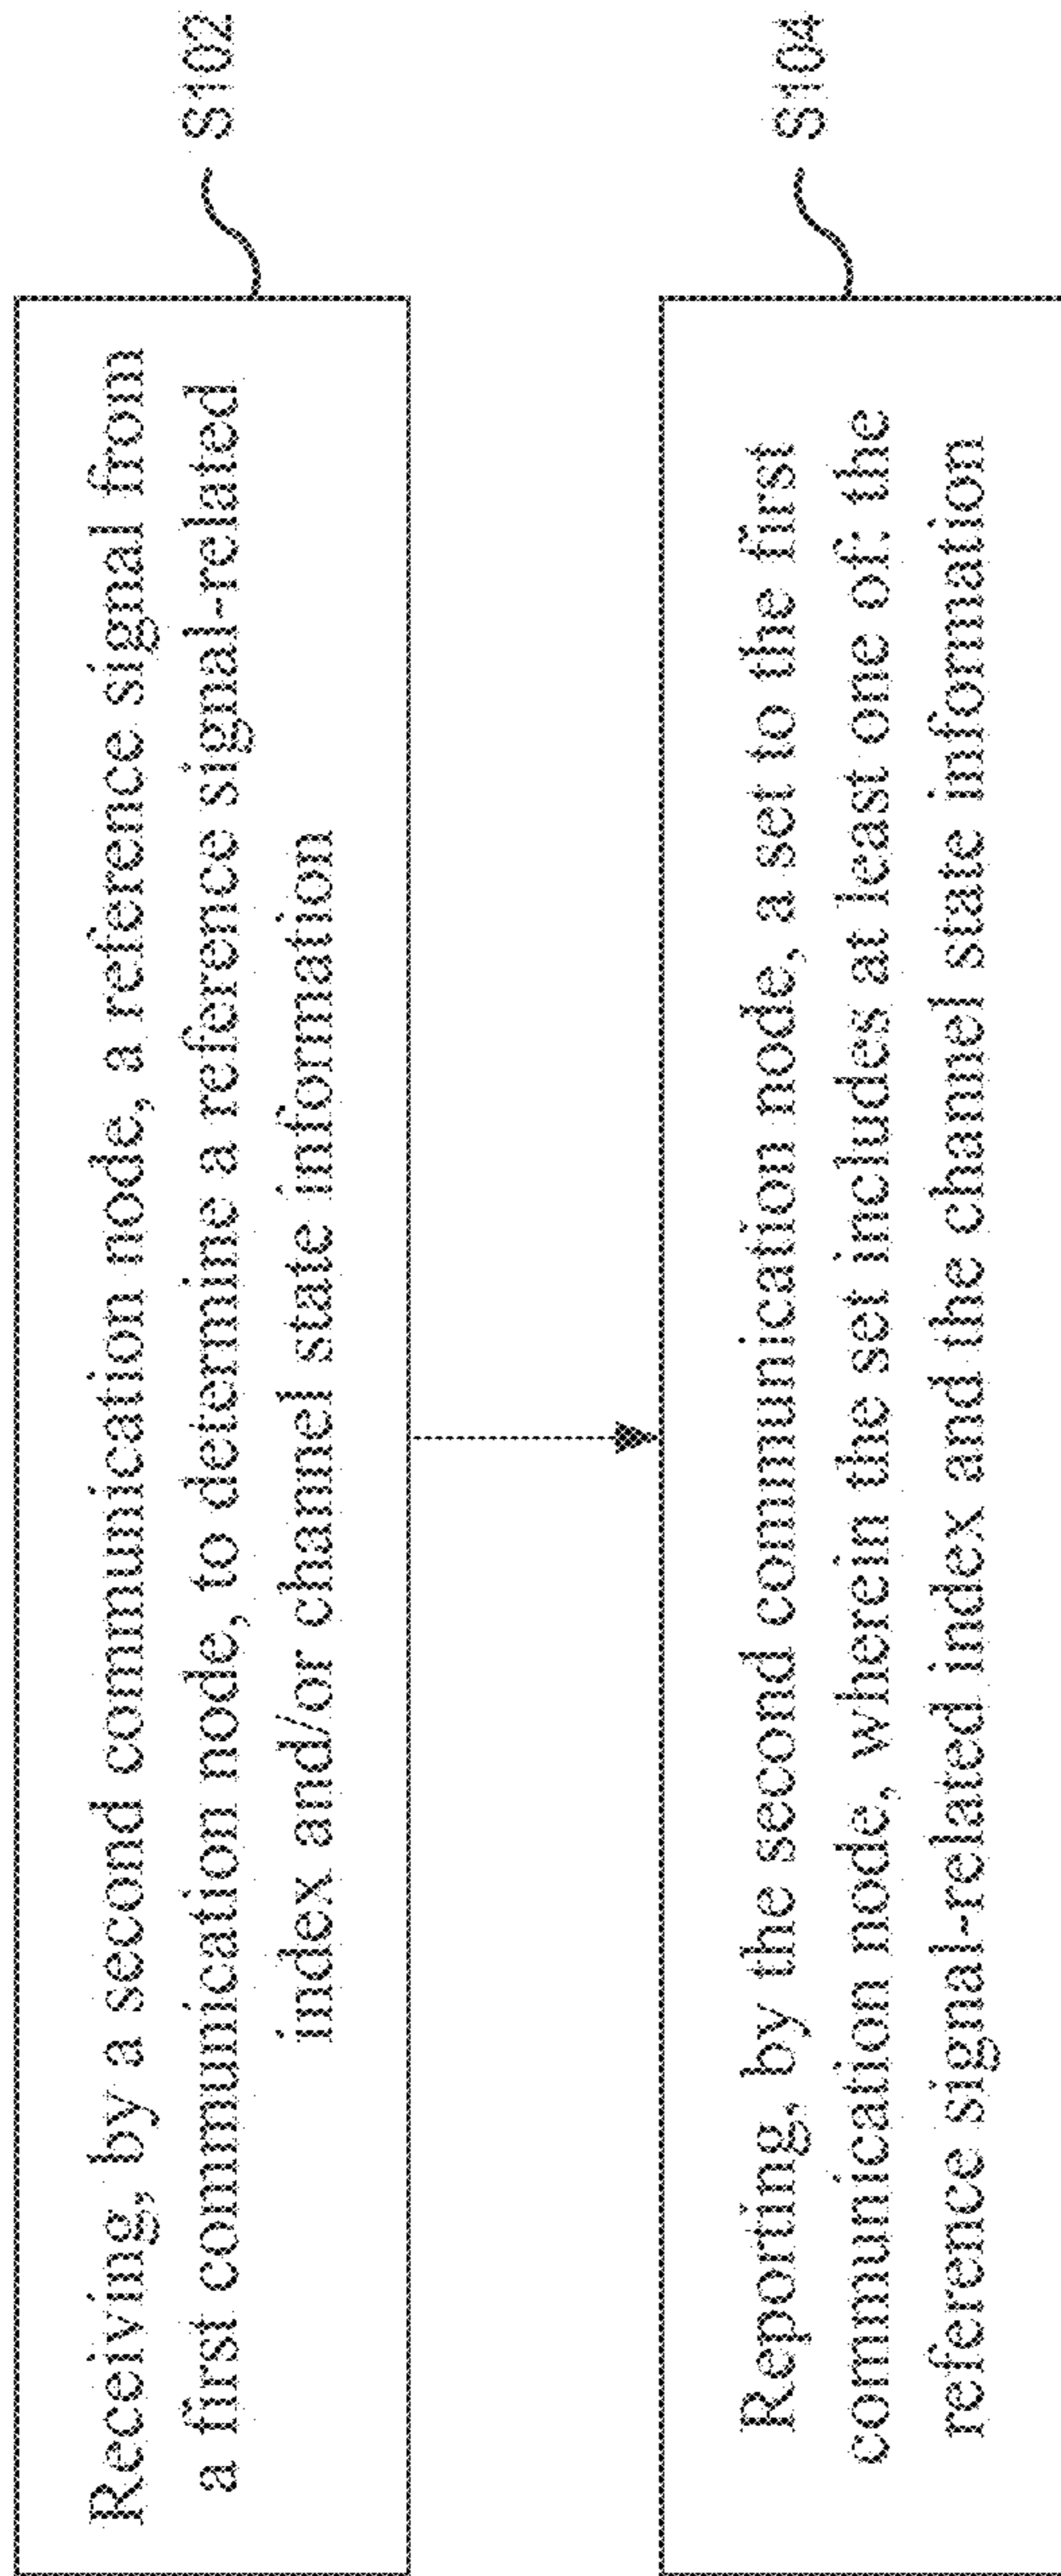 Receiving, by a second communication node, a reference signal from
a first communication node, to determine a reference signal-related
index and/or channel state information
S102
Reporting, by the second communication node, a set to the first
communication node, wherein the set includes at least one of: the
reference signal-related index and the channel state information
S104